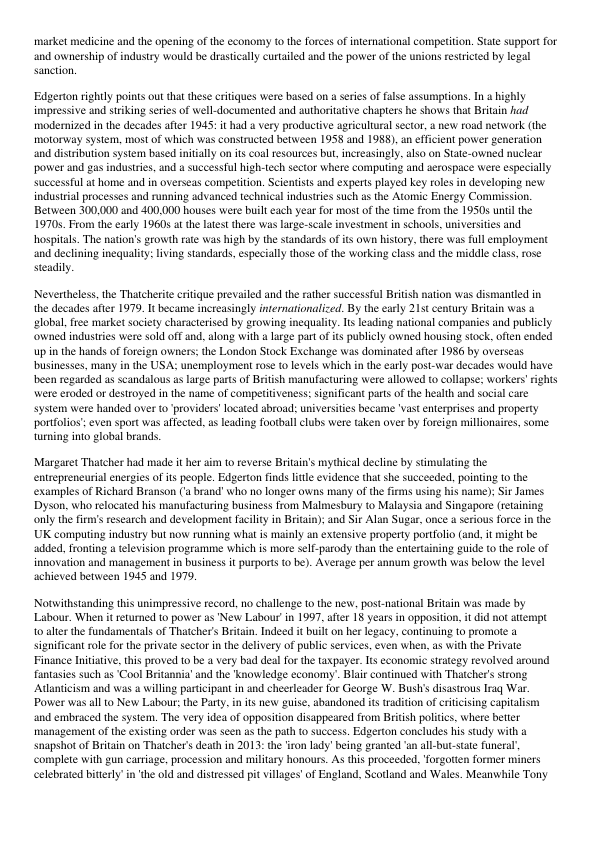 market medicine and the opening of the economy to the forces of international competition. State support for
and ownership of industry would be drastically curtailed and the power of the unions restricted by legal
sanction.
Edgerton rightly points out that these critiques were based on a series of false assumptions. In a highly
impressive and striking series of well-documented and authoritative chapters he shows that Britain had
modernized in the decades after 1945: it had a very productive agricultural sector, a new road network (the
motorway system, most of which was constructed between 1958 and 1988), an efficient power generation
and distribution system based initially on its coal resources but, increasingly, also on State-owned nuclear
power and gas industries, and a successful high-tech sector where computing and aerospace were especially
successful at home and in overseas competition. Scientists and experts played key roles in developing new
industrial processes and running advanced technical industries such as the Atomic Energy Commission.
Between 300,000 and 400,000 houses were built each year for most of the time from the 1950s until the
1970s. From the early 1960s at the latest there was large-scale investment in schools, universities and
hospitals. The nation's growth rate was high by the standards of its own history, there was full employment
and declining inequality; living standards, especially those of the working class and the middle class, rose
steadily.
Nevertheless, the Thatcherite critique prevailed and the rather successful British nation was dismantled in
the decades after 1979. It became increasingly internationalized. By the early 21st century Britain was a
global, free market society characterised by growing inequality. Its leading national companies and publicly
owned industries were sold off and, along with a large part of its publicly owned housing stock, often ended
up in the hands of foreign owners; the London Stock Exchange was dominated after 1986 by overseas
businesses, many in the USA; unemployment rose to levels which in the early post-war decades would have
been regarded as scandalous as large parts of British manufacturing were allowed to collapse; workers' rights
were eroded or destroyed in the name of competitiveness; significant parts of the health and social care
system were handed over to 'providers' located abroad; universities became 'vast enterprises and property
portfolios'; even sport was affected, as leading football clubs were taken over by foreign millionaires, some
turning into global brands.
Margaret Thatcher had made it her aim to reverse Britain's mythical decline by stimulating the
entrepreneurial energies of its people. Edgerton finds little evidence that she succeeded, pointing to the
examples of Richard Branson ('a brand' who no longer owns many of the firms using his name); Sir James
Dyson, who relocated his manufacturing business from Malmesbury to Malaysia and Singapore (retaining
only the firm's research and development facility in Britain); and Sir Alan Sugar, once a serious force in the
UK computing industry but now running what is mainly an extensive property portfolio (and, it might be
added, fronting a television programme which is more self-parody than the entertaining guide to the role of
innovation and management in business it purports to be). Average per annum growth was below the level
achieved between 1945 and 1979.
Notwithstanding this unimpressive record, no challenge to the new, post-national Britain was made by
Labour. When it returned to power as 'New Labour' in 1997, after 18 years in opposition, it did not attempt
to alter the fundamentals of Thatcher's Britain. Indeed it built on her legacy, continuing to promote a
significant role for the private sector in the delivery of public services, even when, as with the Private
Finance Initiative, this proved to be a very bad deal for the taxpayer. Its economic strategy revolved around
fantasies such as 'Cool Britannia' and the 'knowledge economy'. Blair continued with Thatcher's strong
Atlanticism and was a willing participant in and cheerleader for George W. Bush's disastrous Iraq War.
Power was all to New Labour; the Party, in its new guise, abandoned its tradition of criticising capitalism
and embraced the system. The very idea of opposition disappeared from British politics, where better
management of the existing order was seen as the path to success. Edgerton concludes his study with a
snapshot of Britain on Thatcher's death in 2013: the 'iron lady' being granted 'an all-but-state funeral',
complete with gun carriage, procession and military honours. As this proceeded, 'forgotten former miners
celebrated bitterly' in 'the old and distressed pit villages' of England, Scotland and Wales. Meanwhile Tony